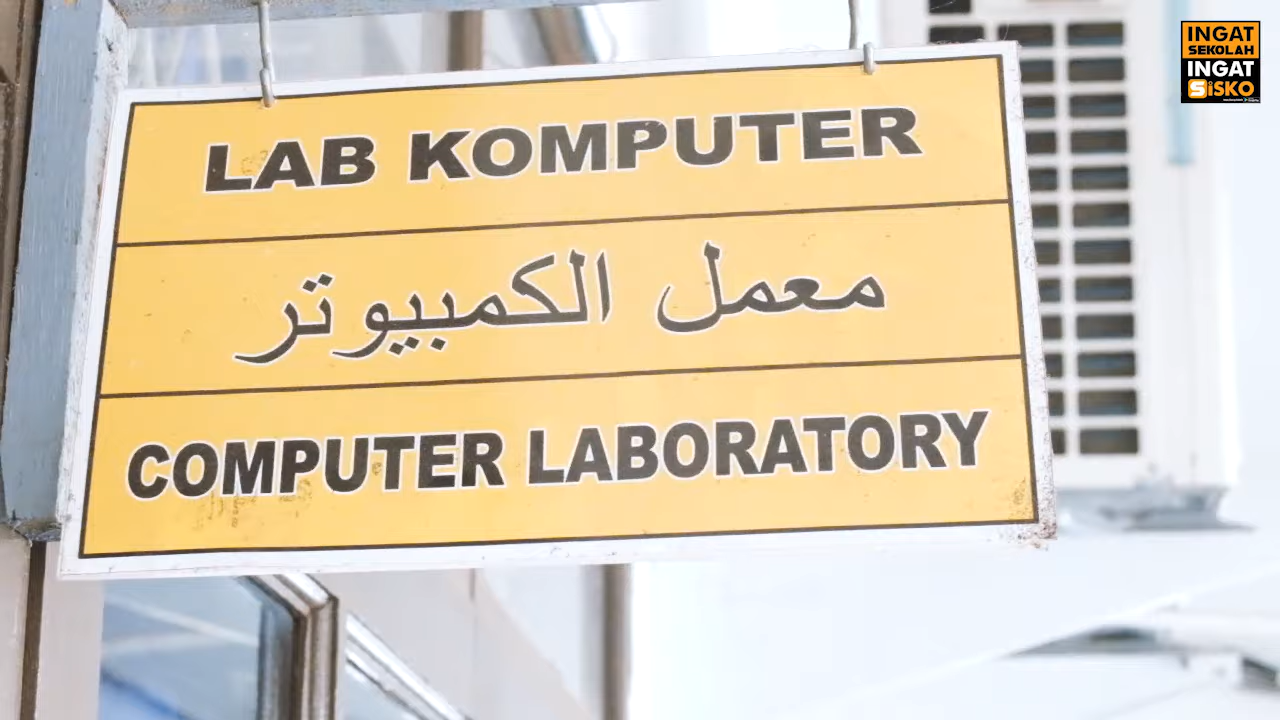 LAB KOMPUTER
معمل الكمبيوتر
COMPUTER LABORATORY
INGAT
SEKOLAH
INGAT
SiSKO